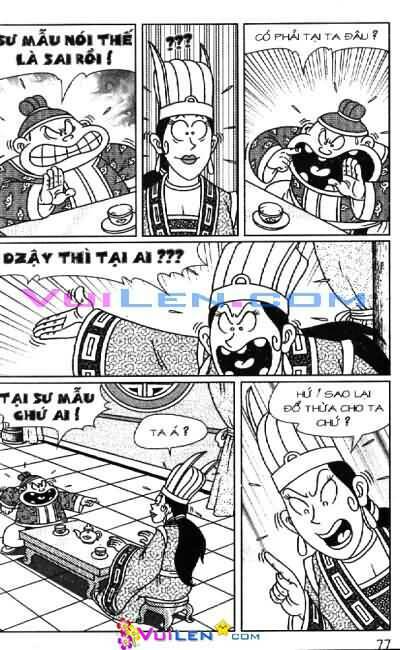 SƯ MẪU NÓI THẾ
LÀ SAI RỒI!
???
CÓ PHẢI TẠI TA ĐÂU?
DZẬY THÌ TẠI AI???
VUILEN.COM
TẠI SƯ MẪU
CHỨ AI!
TA Á?
HỨ! SAO LẠI
ĐỔ THỪA CHO TA
CHỨ?
VUILEN.COM
77